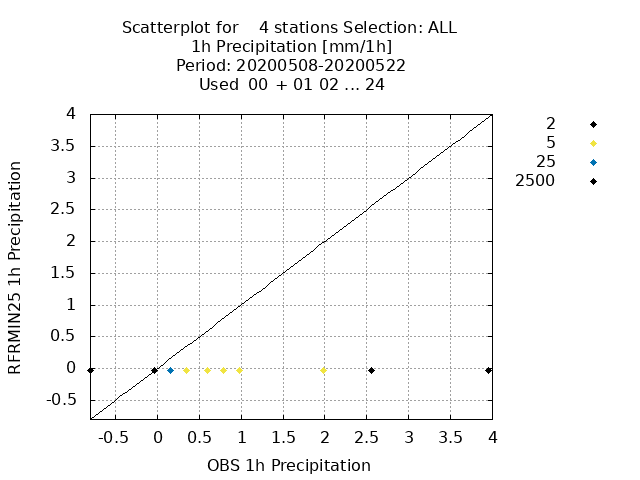 Scatterplot for    4 stations Selection: ALL
1h Precipitation [mm/1h]
Period: 20200508-20200522
Used  00 + 01 02 ... 24
4
3.5
3
2.5
2
1.5
1
0.5
0
-0.5
RFRMIN25 1h Precipitation
-0.5 0 0.5 1 1.5 2 2.5 3 3.5 4
OBS 1h Precipitation
2
5
25
2500